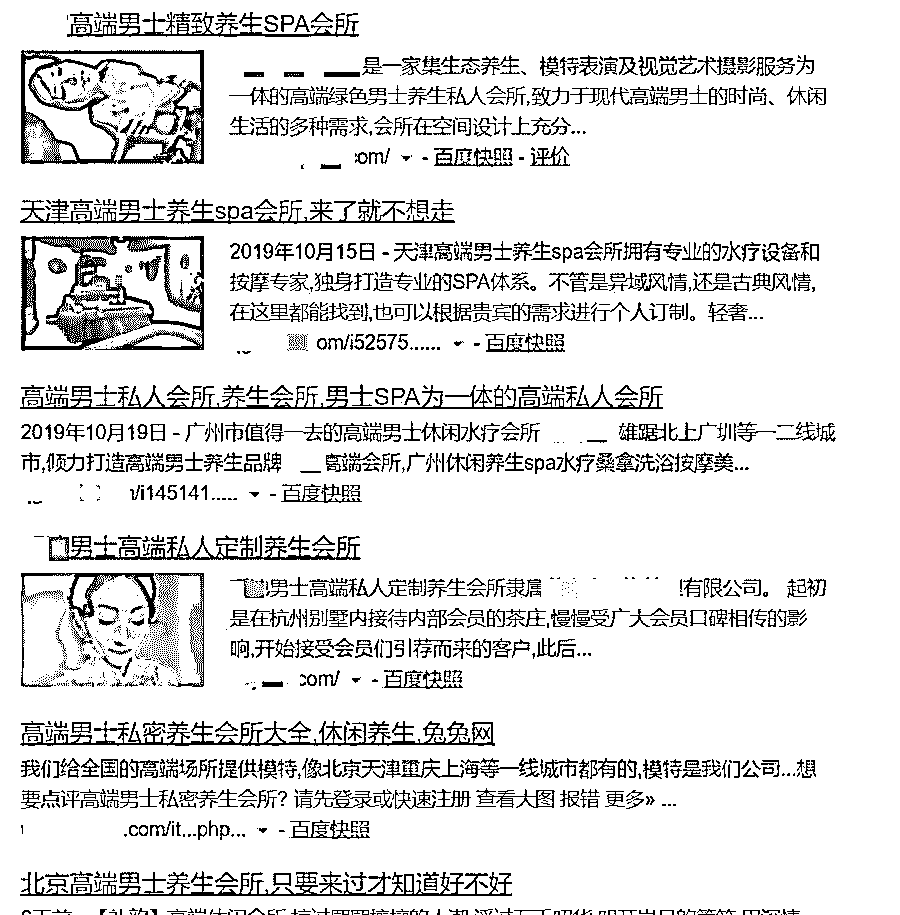 高端男士精致养生SPA会所
是一家集生态养生、模特表演及视觉艺术摄影服务为
一体的高端绿色男士养生私人会所,致力于现代高端男士的时尚、休闲
生活的多种需求,会所在空间设计上充分...
om/ - 百度快照 - 评价
天津高端男士养生spa会所,来了就不想走
2019年10月15日 - 天津高端男士养生spa会所拥有专业的水疗设备和
按摩专家,独身打造专业的SPA体系。不管是异域风情,还是古典风情,
在这里都能找到,也可以根据贵宾的需求进行个人订制。轻奢...
om/i52575...... - 百度快照
高端男士私人会所,养生会所,男士SPA为一体的高端私人会所
2019年10月19日 - 广州市值得一去的高端男士休闲水疗会所 雄踞北上广圳等一二线城
市,倾力打造高端男士养生品牌 高端会所,广州休闲养生spa水疗桑拿洗浴按摩美...
/i145141..... - 百度快照
男士高端私人定制养生会所
男士高端私人定制养生会所隶属 有限公司。 起初
是在杭州别墅内接待内部会员的茶庄,慢慢受广大会员口碑相传的影
响,开始接受会员们引荐而来的客户,此后...
com/ - 百度快照
高端男士私密养生会所大全,休闲养生,兔兔网
我们给全国的高端场所提供模特,像北京天津重庆上海等一线城市都有的,模特是我们公司...想
要点评高端男士私密养生会所? 请先登录或快速注册 查看大图 报错 更多» ...
.com/it...php... - 百度快照
北京高端男士养生会所,只要来过才知道好不好